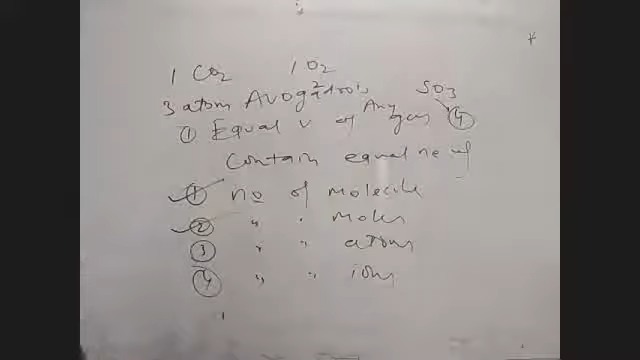 1 CO2 1 O2
3 atom Avogadro's 2 SO3
① Equal V of Any gas ④
Contain equal no of
① no of molecule
② " " moles
③ " " atoms
④ " " ions